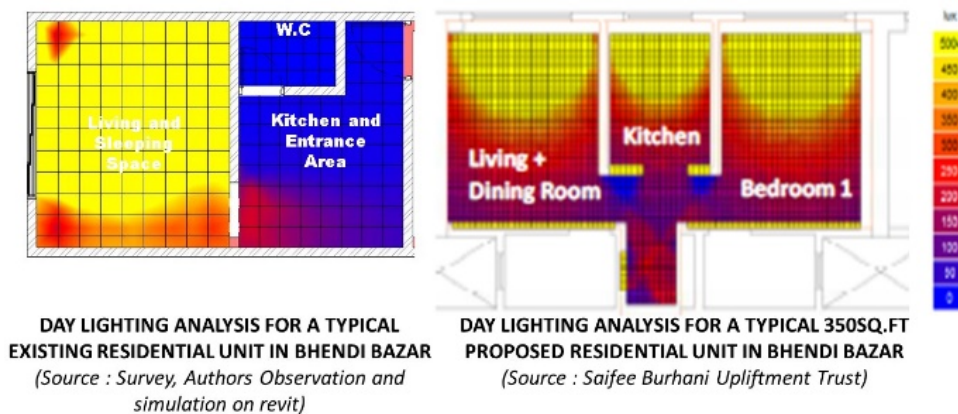 W.C
Living and
Sleeping
Space
Kitchen and
Entrance
Area
Kitchen
Living +
Dining Room
Bedroom 1
lux
500+
450
400
350
300
250
200
150
100
50
0
DAY LIGHTING ANALYSIS FOR A TYPICAL
EXISTING RESIDENTIAL UNIT IN BHENDI BAZAR
(Source : Survey, Authors Observation and
simulation on revit)
DAY LIGHTING ANALYSIS FOR A TYPICAL 350SQ.FT
PROPOSED RESIDENTIAL UNIT IN BHENDI BAZAR
(Source : Saifee Burhani Upliftment Trust)